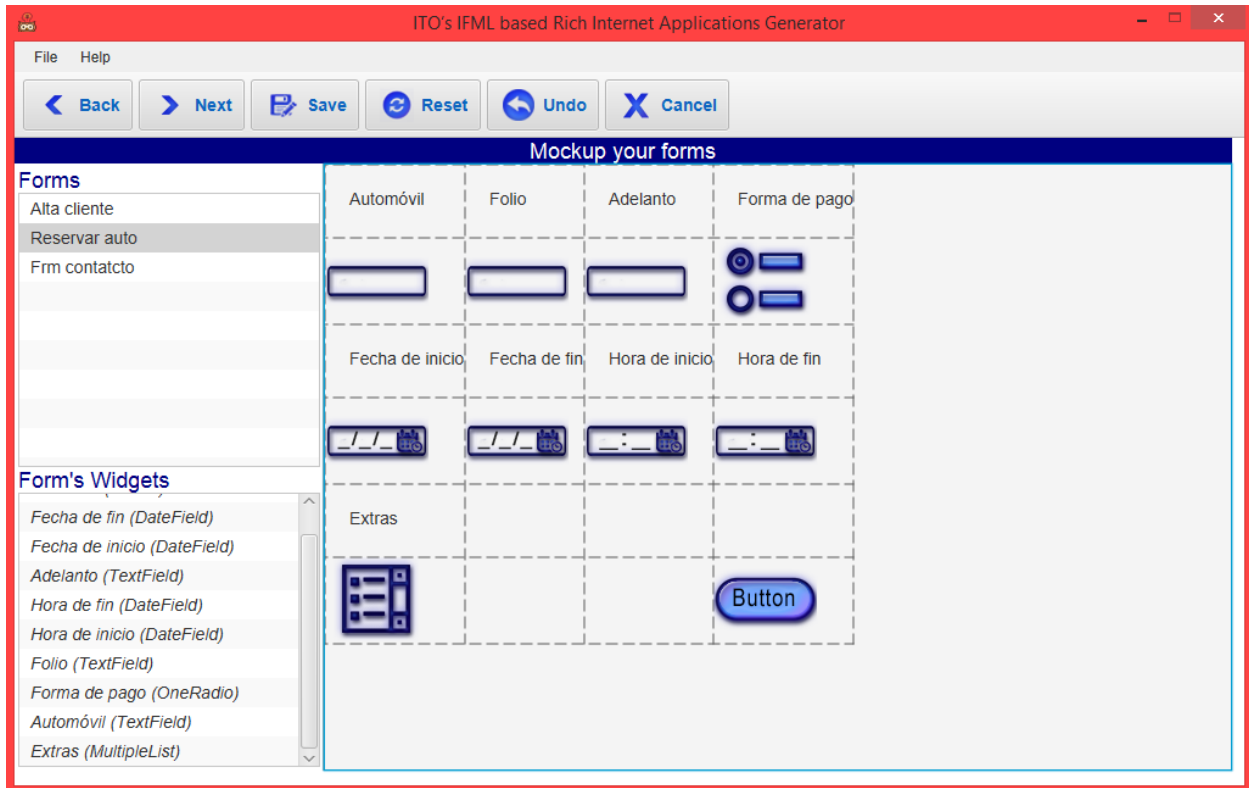 ITO's IFML based Rich Internet Applications Generator
File Help
Back Next Save Reset Undo Cancel
Mockup your forms
Forms
Alta cliente
Reservar auto
Frm contatcto
Form's Widgets
Fecha de fin (DateField)
Fecha de inicio (DateField)
Adelanto (TextField)
Hora de fin (DateField)
Hora de inicio (DateField)
Folio (TextField)
Forma de pago (OneRadio)
Automóvil (TextField)
Extras (MultipleList)
Automóvil Folio Adelanto Forma de pago
Fecha de inicio Fecha de fin Hora de inicio Hora de fin
_/_/_ _/_/_ _:_ _:_
Extras
Button